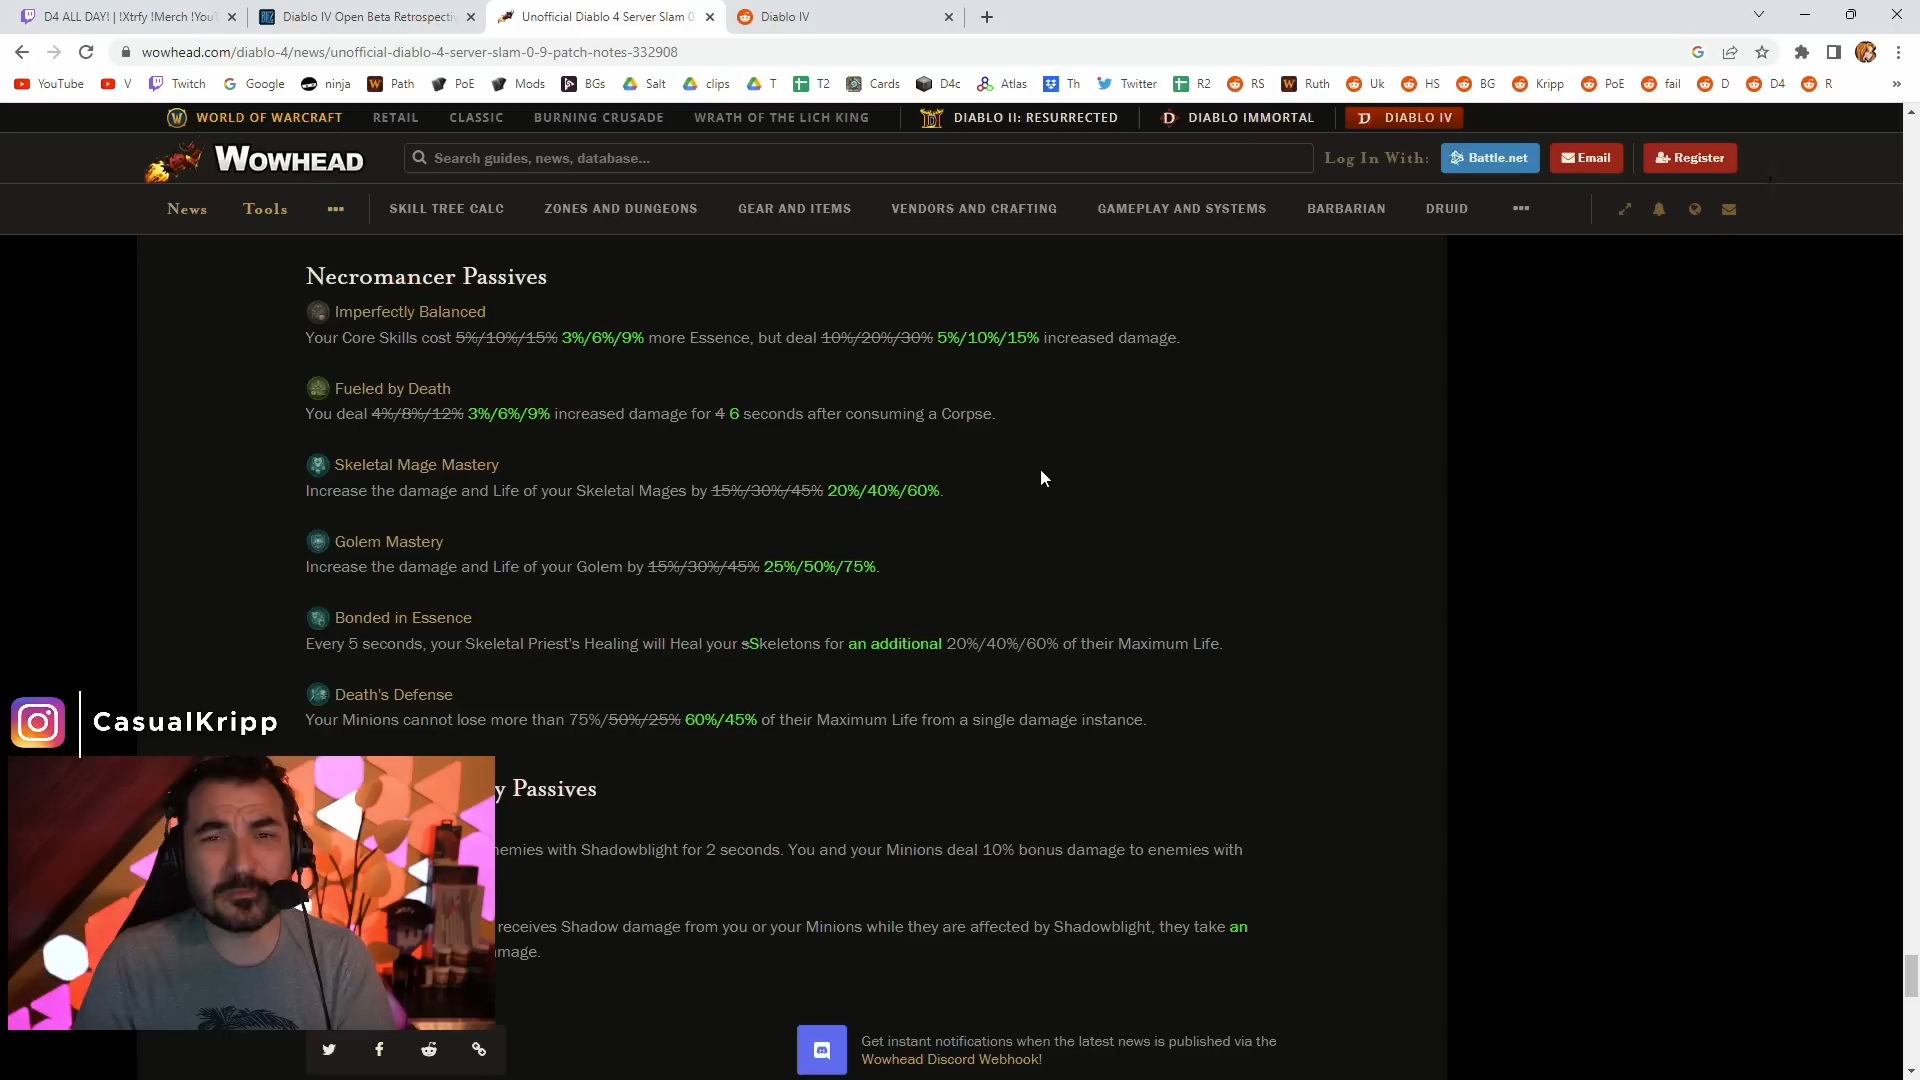 D4 ALL DAY! | !Xtrfy !Merch !You
Diablo IV Open Beta Retrospecti
Unofficial Diablo 4 Server Slam 0
Diablo IV
wowhead.com/diablo-4/news/unofficial-diablo-4-server-slam-0-9-patch-notes-332908
YouTube V Twitch Google ninja Path PoE Mods BGs Salt clips T T2 Cards D4c Atlas Th Twitter R2 RS Ruth Uk HS BG Kripp PoE fail D D4 R »
WORLD OF WARCRAFT RETAIL CLASSIC BURNING CRUSADE WRATH OF THE LICH KING DIABLO II: RESURRECTED DIABLO IMMORTAL DIABLO IV
WOWHEAD Search guides, news, database... Log In With: Battle.net Email Register
News Tools SKILL TREE CALC ZONES AND DUNGEONS GEAR AND ITEMS VENDORS AND CRAFTING GAMEPLAY AND SYSTEMS BARBARIAN DRUID
Necromancer Passives
Imperfectly Balanced
Your Core Skills cost 5%/10%/15% 3%/6%/9% more Essence, but deal 10%/20%/30% 5%/10%/15% increased damage.
Fueled by Death
You deal 4%/8%/12% 3%/6%/9% increased damage for 4 6 seconds after consuming a Corpse.
Skeletal Mage Mastery
Increase the damage and Life of your Skeletal Mages by 15%/30%/45% 20%/40%/60%.
Golem Mastery
Increase the damage and Life of your Golem by 15%/30%/45% 25%/50%/75%.
Bonded in Essence
Every 5 seconds, your Skeletal Priest's Healing will Heal your sSkeletons for an additional 20%/40%/60% of their Maximum Life.
Death's Defense
Your Minions cannot lose more than 75%/50%/25% 60%/45% of their Maximum Life from a single damage instance.
CasualKripp
y Passives
nemies with Shadowblight for 2 seconds. You and your Minions deal 10% bonus damage to enemies with
receives Shadow damage from you or your Minions while they are affected by Shadowblight, they take an
mage.
Get instant notifications when the latest news is published via the
Wowhead Discord Webhook!